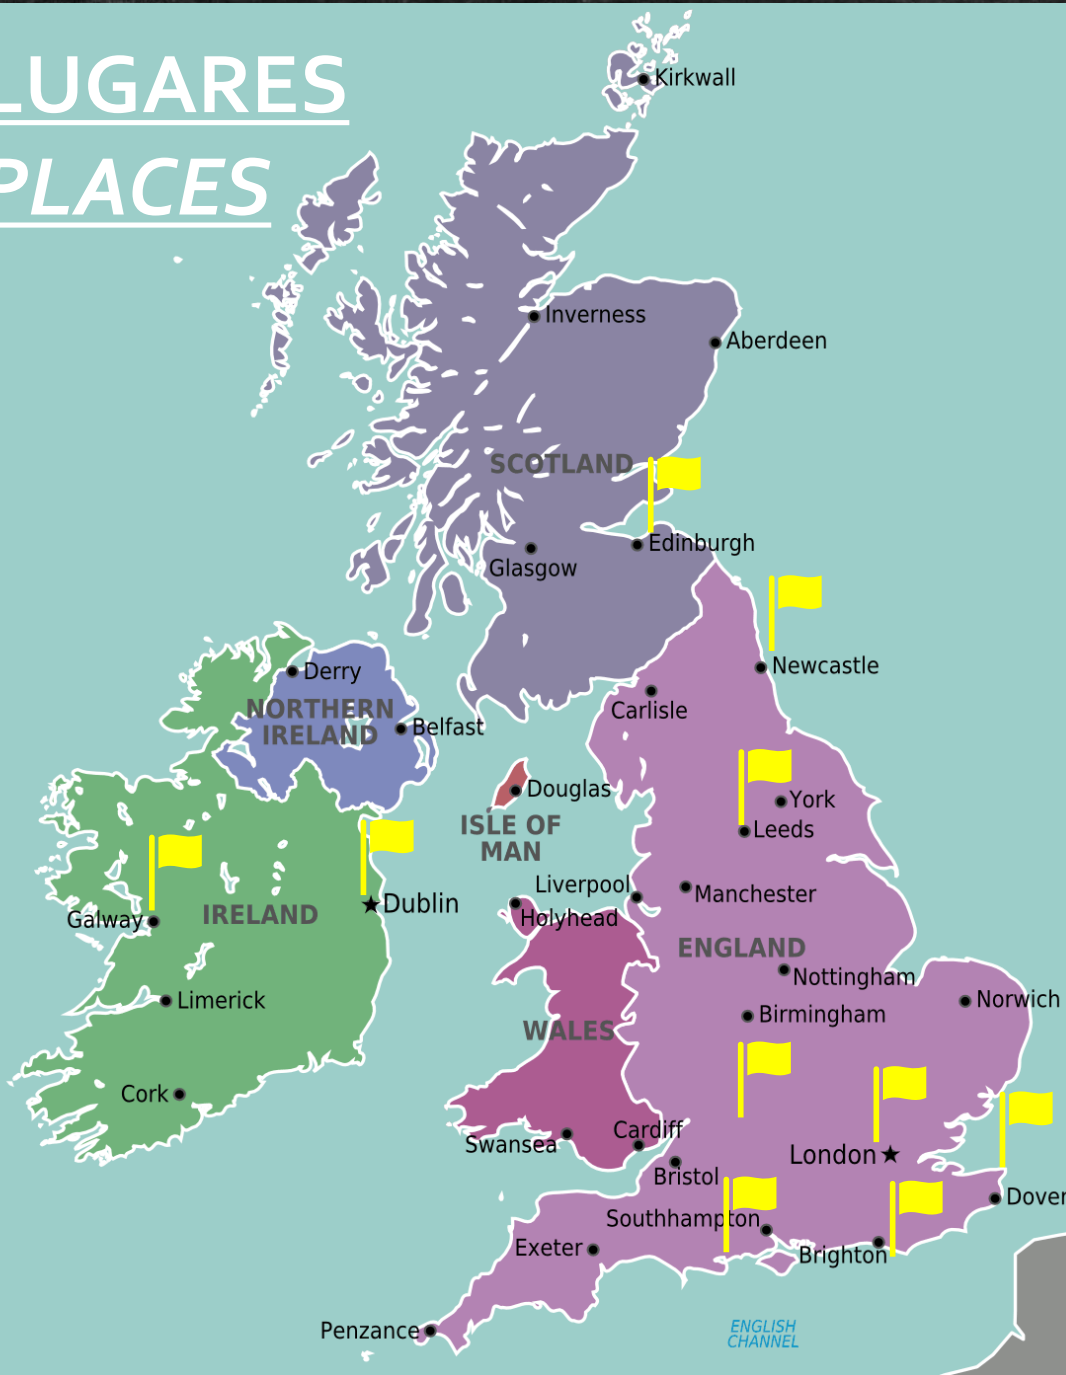 LUGARES
PLACES
Kirkwall
Inverness
Aberdeen
SCOTLAND
Edinburgh
Glasgow
Newcastle
Derry
Carlisle
NORTHERN
IRELAND
Belfast
Douglas
York
ISLE OF
MAN
Leeds
Liverpool
Manchester
Dublin
Galway
IRELAND
Holyhead
ENGLAND
Nottingham
Limerick
Norwich
Birmingham
WALES
Cork
Swansea
Cardiff
London
Bristol
Dover
Southhampton
Exeter
Brighton
Penzance
ENGLISH
CHANNEL